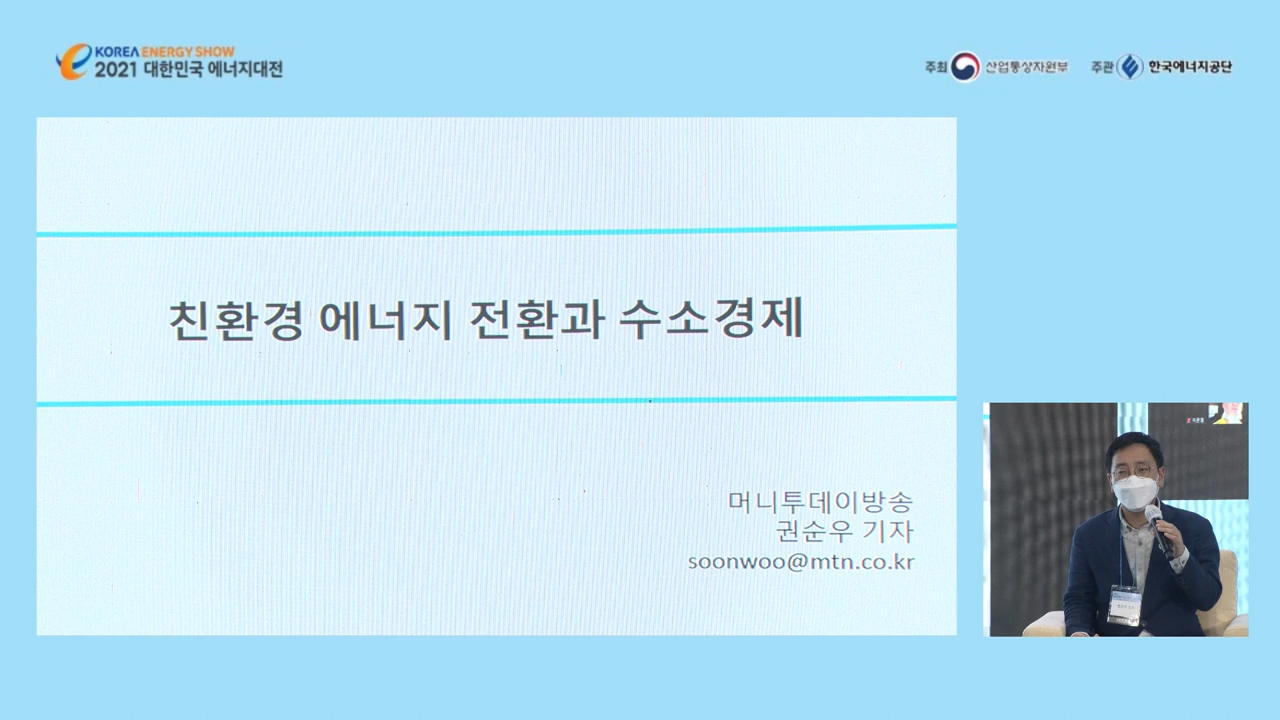 KOREA ENERGY SHOW
2021 대한민국 에너지대전
주최 산업통상자원부 주관 한국에너지공단
친환경 에너지 전환과 수소경제
머니투데이방송
권순우 기자
soonwoo@mtn.co.kr